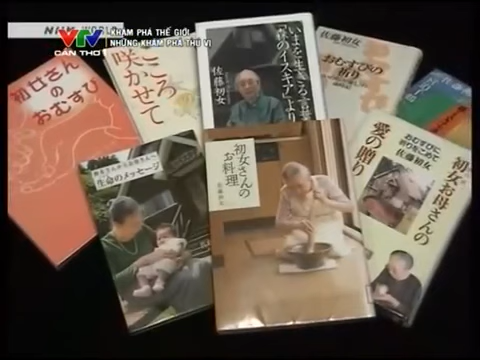 NHK WORLD
VTV
CẦN THƠ
KHÁM PHÁ THẾ GIỚI
NHỮNG KHÁM PHÁ THÚ VỊ
初女さん
の
おむすび
こころ
咲かせて
いまを生きる言葉
「森のイスキア」より
佐藤初女
おむすびの
祈り
佐藤初女
生命のメッセージ
初女さんの
お料理
佐藤初女
おむすびに
祈りをこめて
佐藤初女
初女お母さんの
愛の贈り